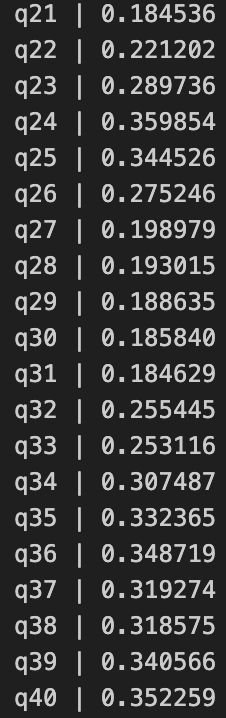 q21 | 0.184536
q22 | 0.221202
q23 | 0.289736
q24 | 0.359854
q25 | 0.344526
q26 | 0.275246
q27 | 0.198979
q28 | 0.193015
q29 | 0.188635
q30 | 0.185840
q31 | 0.184629
q32 | 0.255445
q33 | 0.253116
q34 | 0.307487
q35 | 0.332365
q36 | 0.348719
q37 | 0.319274
q38 | 0.318575
q39 | 0.340566
q40 | 0.352259